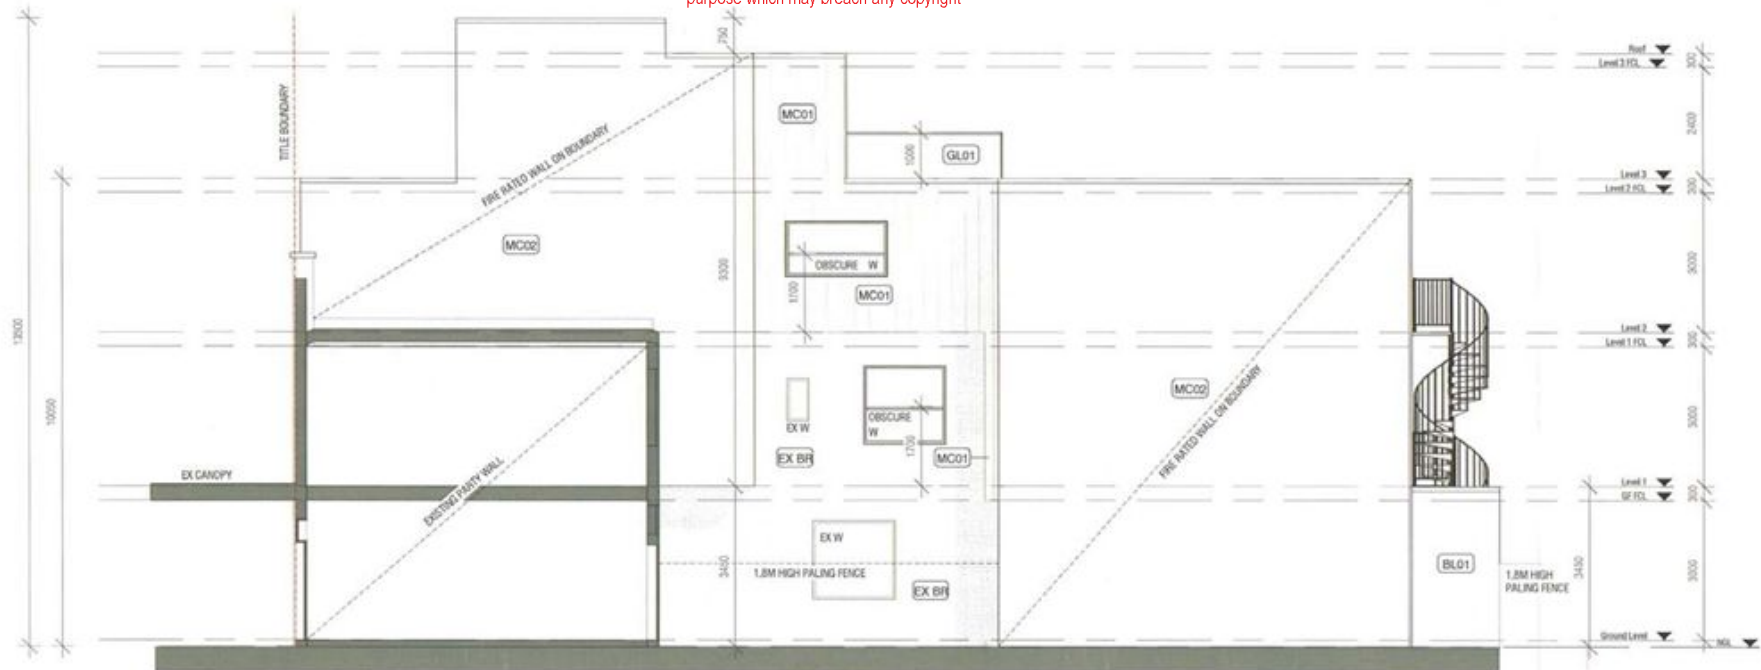 purpose which may breach any copyright
750
Roof
300
Level 3 FCL
TITLE BOUNDARY
MC01
2400
FIRE RATED WALL ON BOUNDARY
1000
GL01
Level 3
300
Level 2 FCL
MC02
OBSCURE W
9300
1700
MC01
3000
13500
Level 2
300
Level 1 FCL
MC02
10050
EX W
OBSCURE
W
1700
3000
FIRE RATED WALL ON BOUNDARY
EX BR
MC01
EX CANOPY
EXISTING PARTY WALL
Level 1
300
GF FCL
EX W
3450
1.8M HIGH PALING FENCE
EX BR
BL01
1.8M HIGH
PALING FENCE
3450
3000
Ground Level
NGL